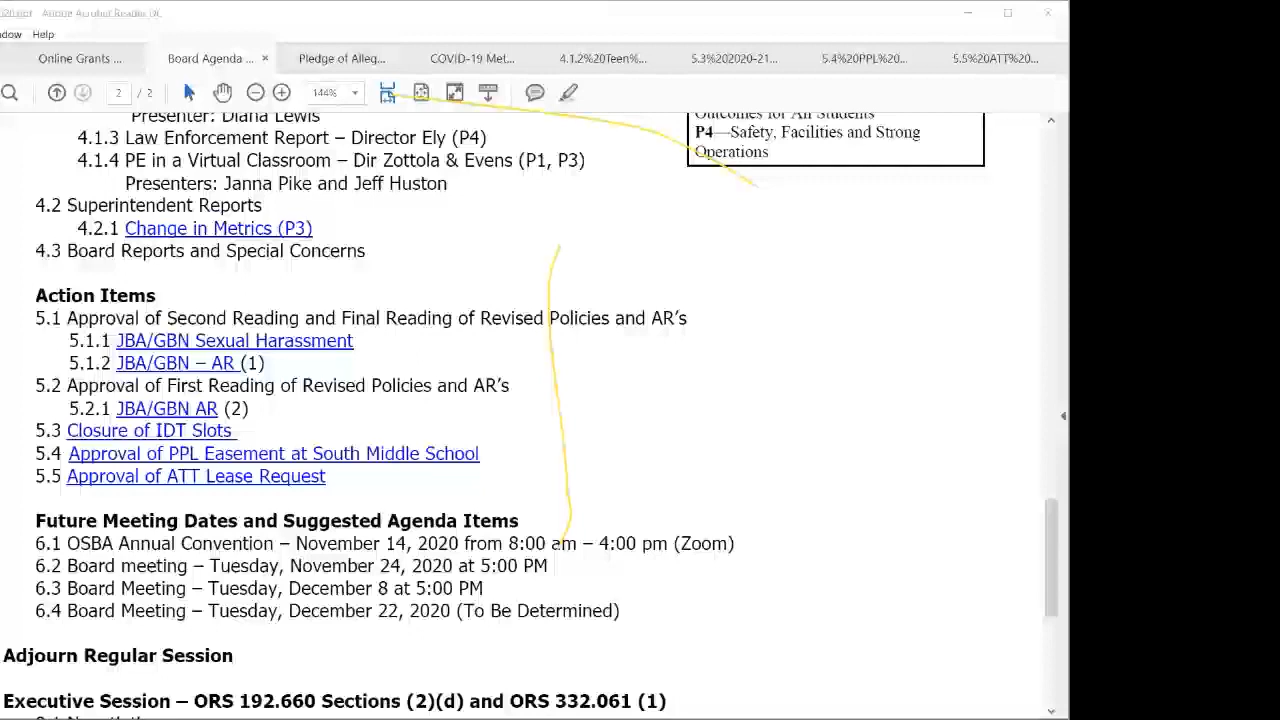 Adobe Acrobat Reader DC
dow Help
Online Grants ...
Board Agenda ... ×
Pledge of Alleg...
COVID-19 Met...
4.1.2%20Teen%...
5.3%202020-21...
5.4%20PPL%20...
5.5%20ATT%20...
2 / 2
144%
Presenter: Diana Lewis
4.1.3 Law Enforcement Report – Director Ely (P4)
4.1.4 PE in a Virtual Classroom – Dir Zottola & Evens (P1, P3)
Presenters: Janna Pike and Jeff Huston
4.2 Superintendent Reports
4.2.1 Change in Metrics (P3)
4.3 Board Reports and Special Concerns
Outcomes for All Students
P4—Safety, Facilities and Strong
Operations
Action Items
5.1 Approval of Second Reading and Final Reading of Revised Policies and AR’s
5.1.1 JBA/GBN Sexual Harassment
5.1.2 JBA/GBN – AR (1)
5.2 Approval of First Reading of Revised Policies and AR’s
5.2.1 JBA/GBN AR (2)
5.3 Closure of IDT Slots
5.4 Approval of PPL Easement at South Middle School
5.5 Approval of ATT Lease Request
Future Meeting Dates and Suggested Agenda Items
6.1 OSBA Annual Convention – November 14, 2020 from 8:00 am – 4:00 pm (Zoom)
6.2 Board meeting – Tuesday, November 24, 2020 at 5:00 PM
6.3 Board Meeting – Tuesday, December 8 at 5:00 PM
6.4 Board Meeting – Tuesday, December 22, 2020 (To Be Determined)
Adjourn Regular Session
Executive Session – ORS 192.660 Sections (2)(d) and ORS 332.061 (1)